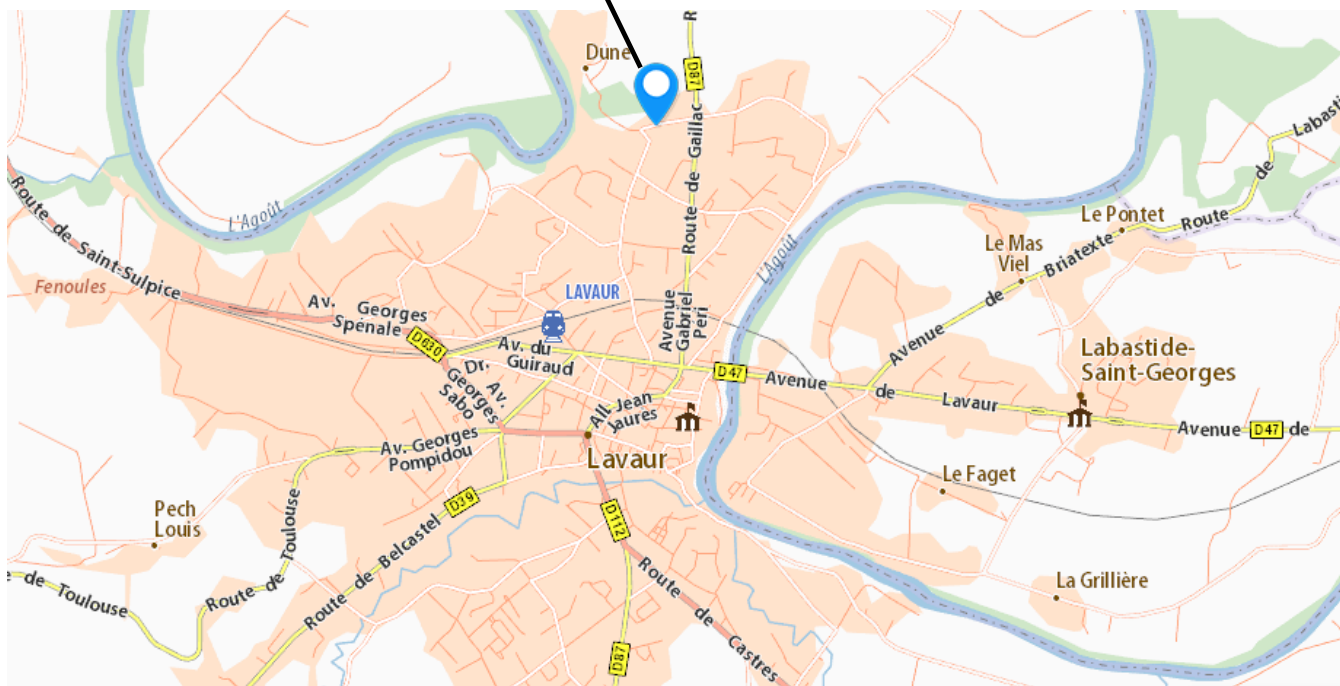 R
Dune
D87
Labast
Route de Gaillac
de
Route
Le Pontet
L'Agoût
Route de Saint-Sulpice
L'Agoût
Le Mas
Viel
Briatexte
de
Avenue
Fenoules
LAVAUR
Av. Georges
Spénale
Avenue
Gabriel
Péri
D630
Av. du
Guiraud
Dr.
Av.
Georges
Sabo
D47
Avenue de Lavaur
Labastide-
Saint-Georges
All. Jean
Jaures
Avenue D47 de
Av. Georges
Pompidou
Lavaur
Le Faget
Pech
Louis
D39
D112
Route de Belcastel
Route de Toulouse
e de Toulouse
Route de Castres
La Grillière
D87